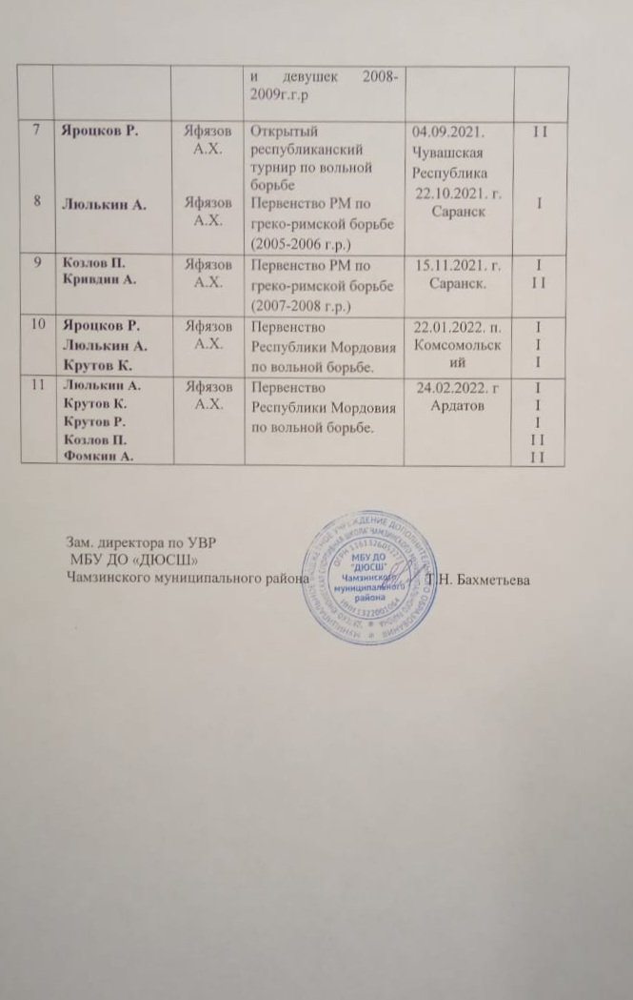 и девушек 2008-
2009г.г.р
7 Яроцков Р. Яфязов Открытый 04.09.2021. I I
А.Х. республиканский Чувашская
турнир по вольной Республика
борьбе
8 Люлькин А. Яфязов Первенство РМ по 22.10.2021. г. I
А.Х. греко-римской борьбе Саранск
(2005-2006 г.р.)
9 Козлов П. Яфязов Первенство РМ по 15.11.2021. г. I
Кривдин А. А.Х. греко-римской борьбе Саранск. I I
(2007-2008 г.р.)
10 Яроцков Р. Яфязов Первенство 22.01.2022. п. I
Люлькин А. А.Х. Республики Мордовия Комсомольск I
Крутов К. по вольной борьбе. ий I
11 Люлькин А. Яфязов Первенство 24.02.2022. г I
Крутов К. А.Х. Республики Мордовия Ардатов I
Крутов Р. по вольной борьбе. I
Козлов П. I I
Фомкин А. I I
Зам. директора по УВР
МБУ ДО «ДЮСШ»
Чамзинского муниципального района Т.Н. Бахметьева
МБУ ДО
"ДЮСШ"
Чамзинского
муниципального
района